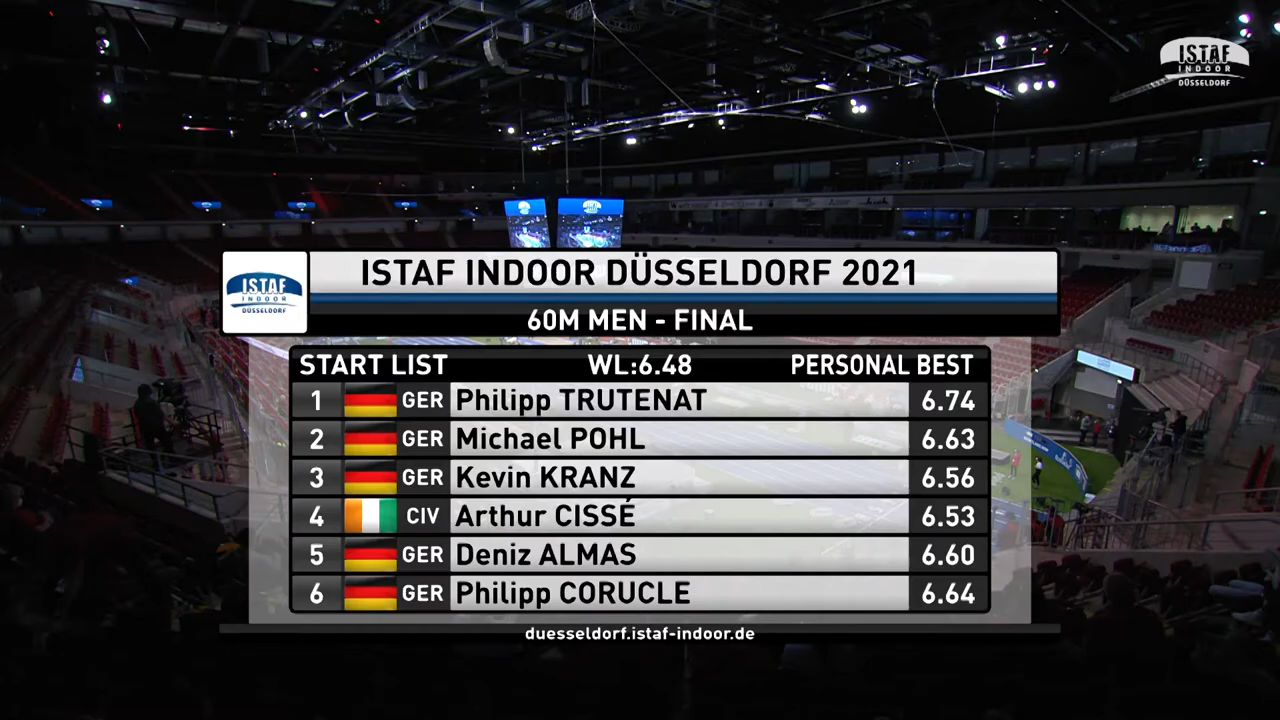 ISTAF
INDOOR
DÜSSELDORF
ISTAF
ISTAF INDOOR DÜSSELDORF 2021
ISTAF
INDOOR
DÜSSELDORF
60M MEN - FINAL
START LIST WL:6.48 PERSONAL BEST
1 GER Philipp TRUTENAT 6.74
2 GER Michael POHL 6.63
3 GER Kevin KRANZ 6.56
4 CIV Arthur CISSÉ 6.53
5 GER Deniz ALMAS 6.60
6 GER Philipp CORUCLE 6.64
duesseldorf.istaf-indoor.de